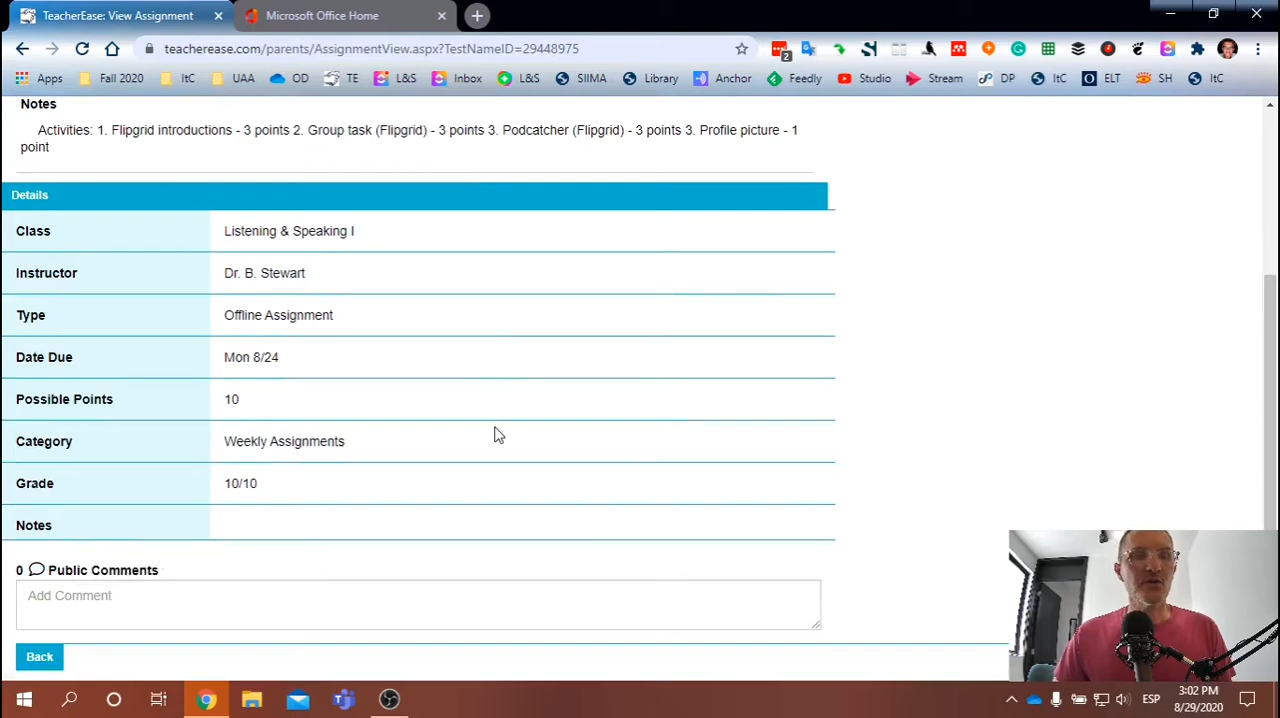 TeacherEase: View Assignment
Microsoft Office Home
teacherease.com/parents/AssignmentView.aspx?TestNameID=29448975
2
Apps Fall 2020 ItC UAA OD TE L&S Inbox L&S SIIMA Library Anchor Feedly Studio Stream DP ItC ELT SH ItC
Notes
Activities: 1. Flipgrid introductions - 3 points 2. Group task (Flipgrid) - 3 points 3. Podcatcher (Flipgrid) - 3 points 3. Profile picture - 1
point
Details
Class Listening & Speaking I
Instructor Dr. B. Stewart
Type Offline Assignment
Date Due Mon 8/24
Possible Points 10
Category Weekly Assignments
Grade 10/10
Notes
0 Public Comments
Add Comment
Back
ESP
3:02 PM
8/29/2020